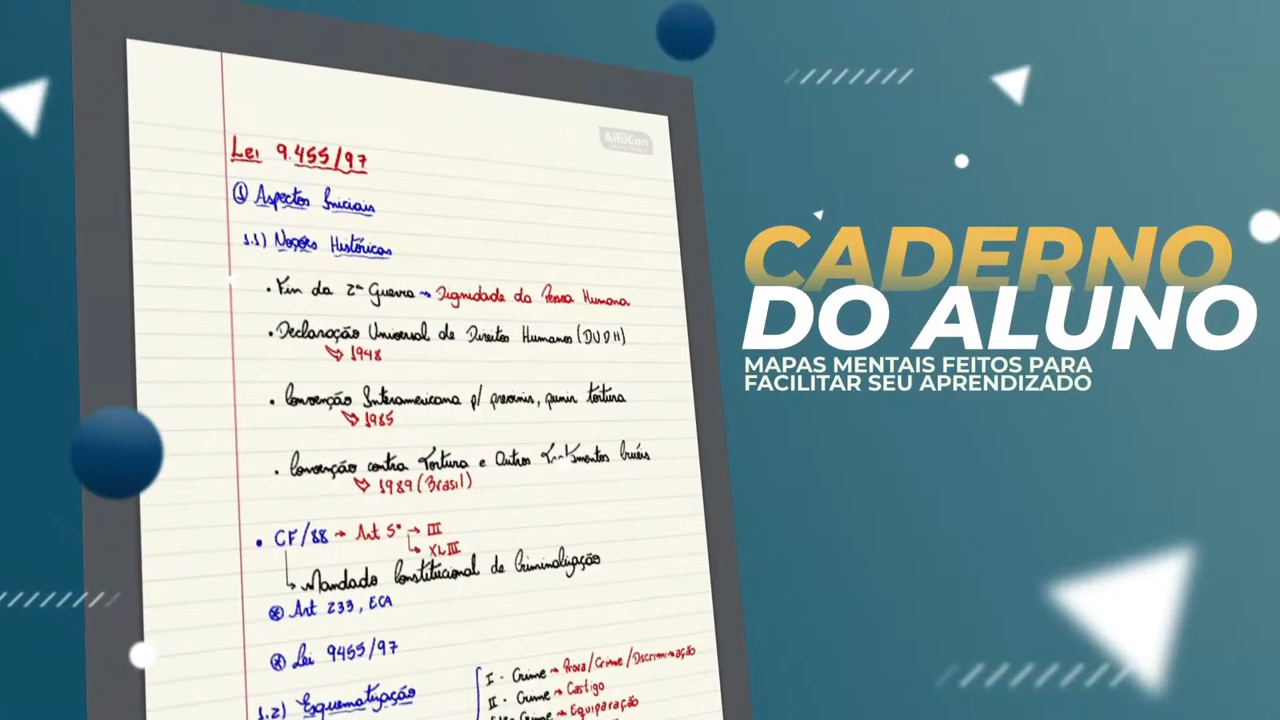 AlfaCon
Lei 9.455/97
① Aspectos Iniciais
1.1) Noções Históricas
• Fim da 2ª Guerra → Dignidade da Pessoa Humana
• Declaração Universal de Direitos Humanos (DUDH)
↳ 1948
• Convenção Interamericana p/ prevenir, punir tortura
↳ 1985
• Convenção contra Tortura e Outros Tratamentos Cruéis
↳ 1989 (Brasil)
• CF/88 → Art 5º → III
↳ XLIII
↳ Mandado Constitucional de Criminalização
⊗ Art 233, ECA
⊗ Lei 9455/97
1.2) Esquematização
I - Crime → Prova/Crime/Discriminação
II - Crime → Castigo
Crime → Equiparação
CADERNO
DO ALUNO
MAPAS MENTAIS FEITOS PARA
FACILITAR SEU APRENDIZADO